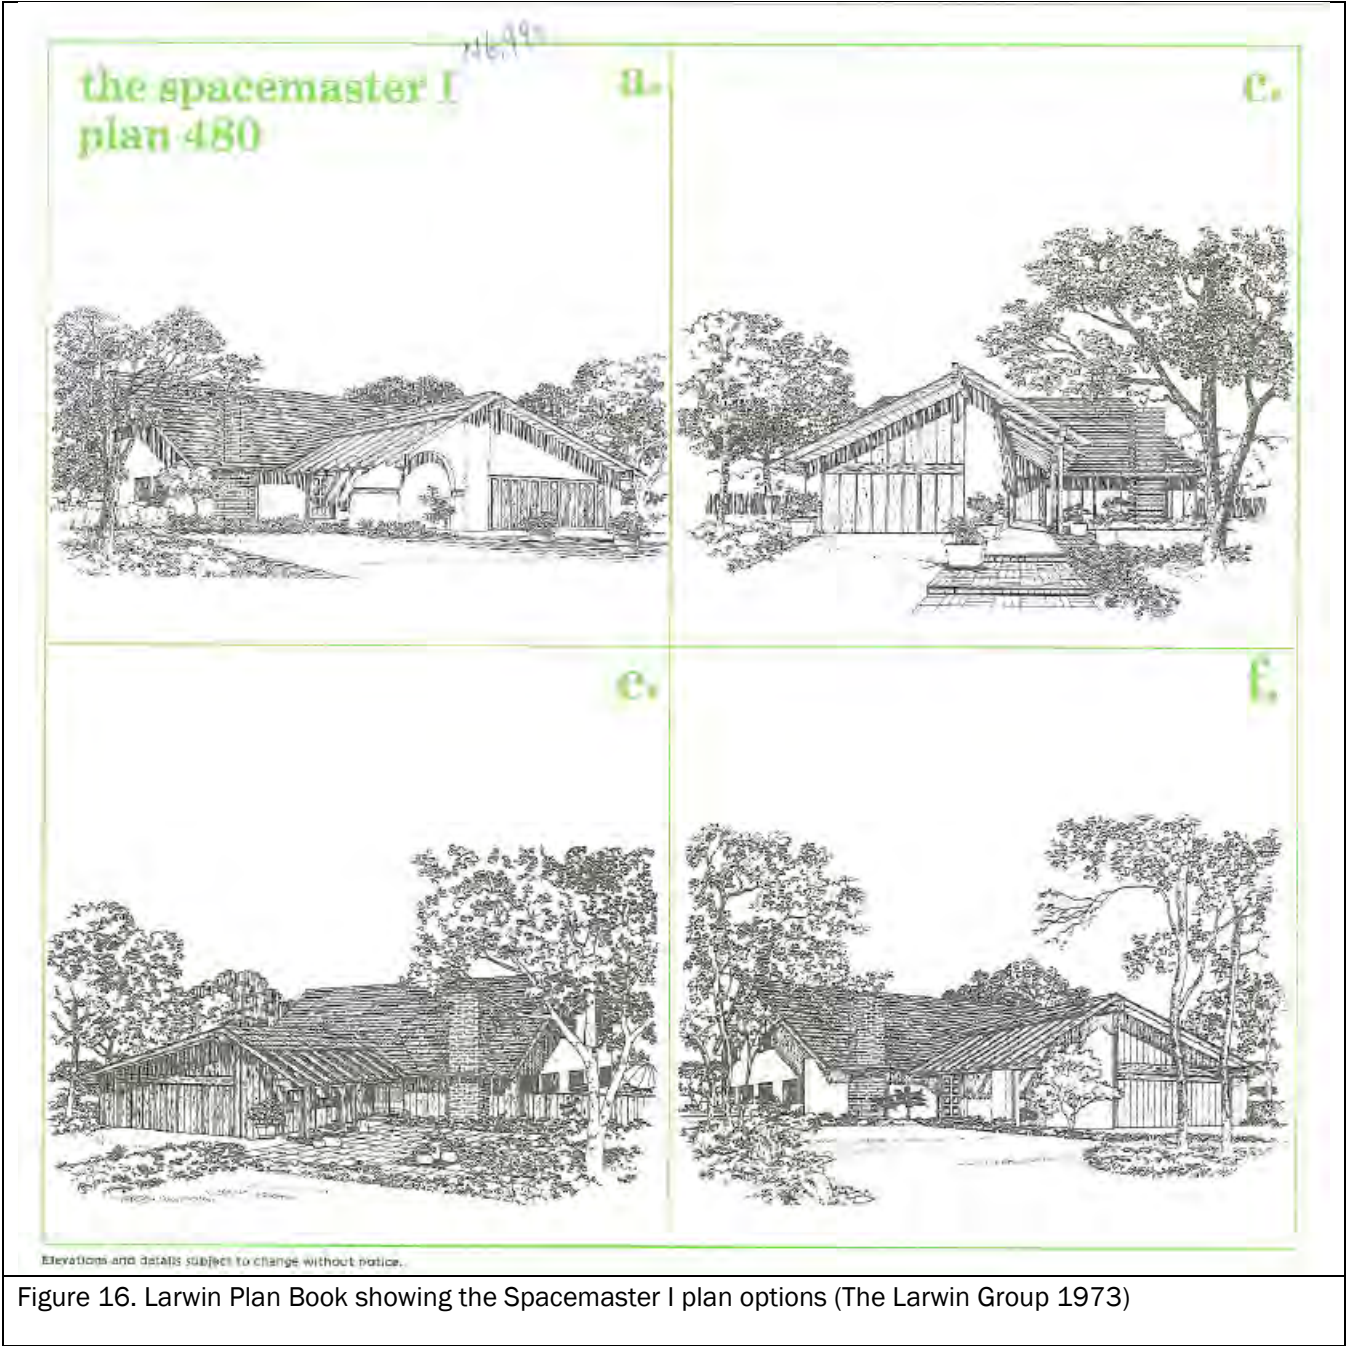 the spacemaster I
plan 480
a.
c.
e.
f.
Elevations and details subject to change without notice.
Figure 16. Larwin Plan Book showing the Spacemaster I plan options (The Larwin Group 1973)